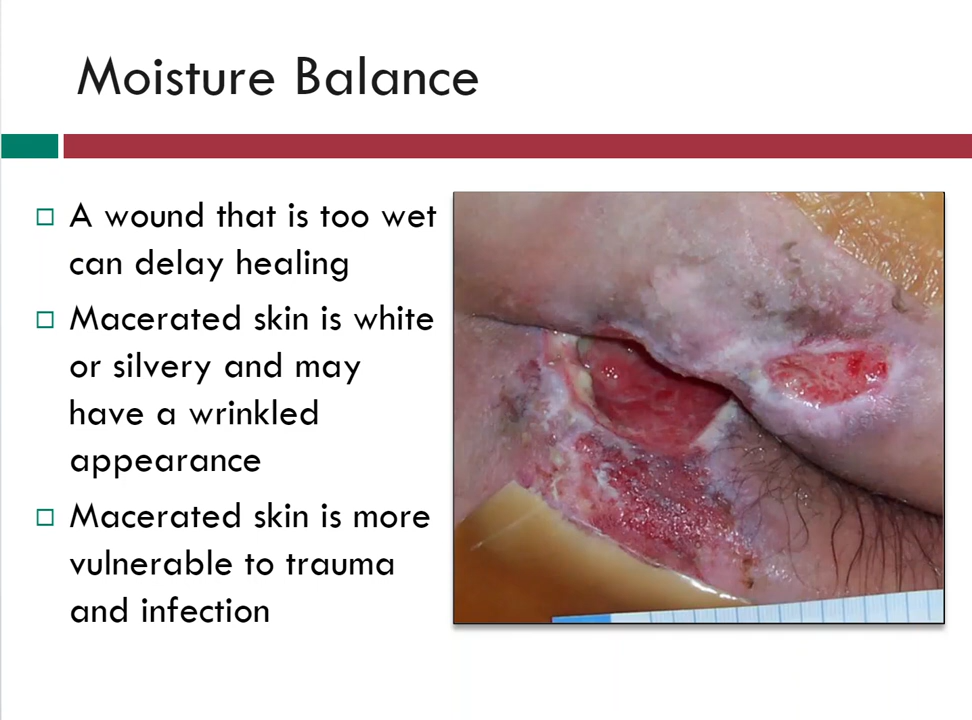 Moisture Balance
A wound that is too wet
can delay healing
Macerated skin is white
or silvery and may
have a wrinkled
appearance
Macerated skin is more
vulnerable to trauma
and infection